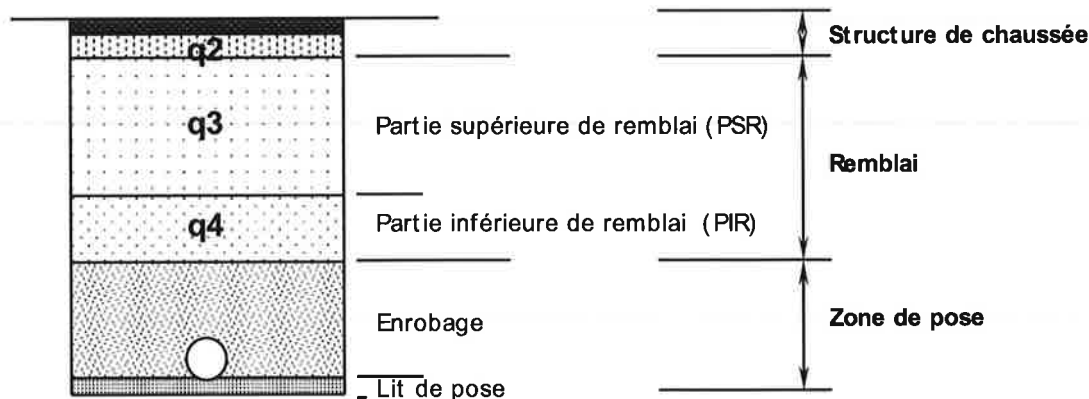 q2
Structure de chaussée
q3
Partie supérieure de remblai (PSR)
Remblai
q4
Partie inférieure de remblai (PIR)
Enrobage
Zone de pose
Lit de pose